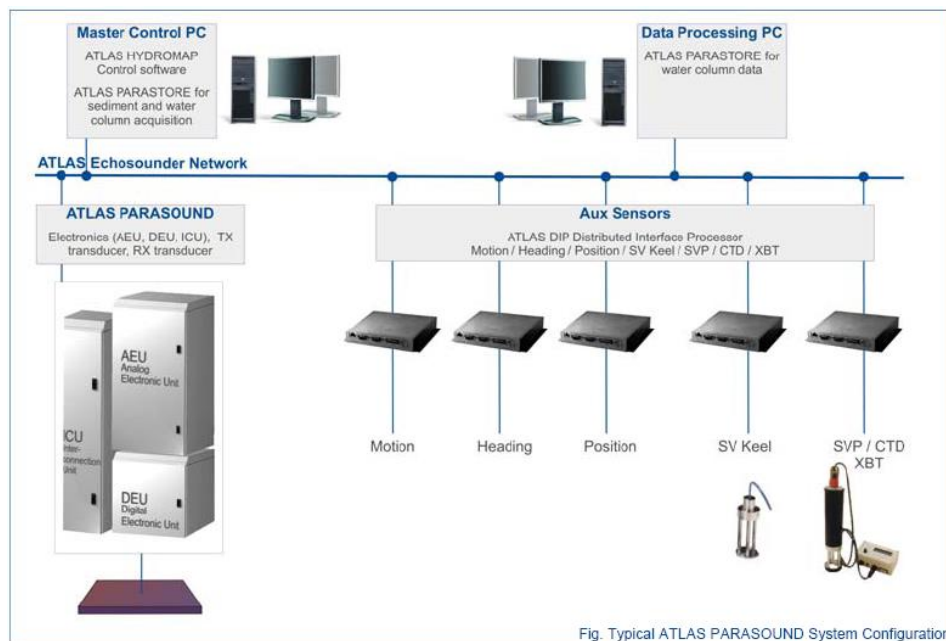 Master Control PC
ATLAS HYDROMAP
Control software
ATLAS PARASTORE for
sediment and water
column acquisition
Data Processing PC
ATLAS PARASTORE for
water column data
ATLAS Echosounder Network
ATLAS PARASOUND
Electronics (AEU, DEU, ICU), TX
transducer, RX transducer
Aux Sensors
ATLAS DIP Distributed Interface Processor
Motion / Heading / Position / SV Keel / SVP / CTD / XBT
AEU
Analog
Electronic Unit
ICU
Inter-
connection
Unit
DEU
Digital
Electronic Unit
Motion
Heading
Position
SV Keel
SVP / CTD
XBT
Fig. Typical ATLAS PARASOUND System Configuration